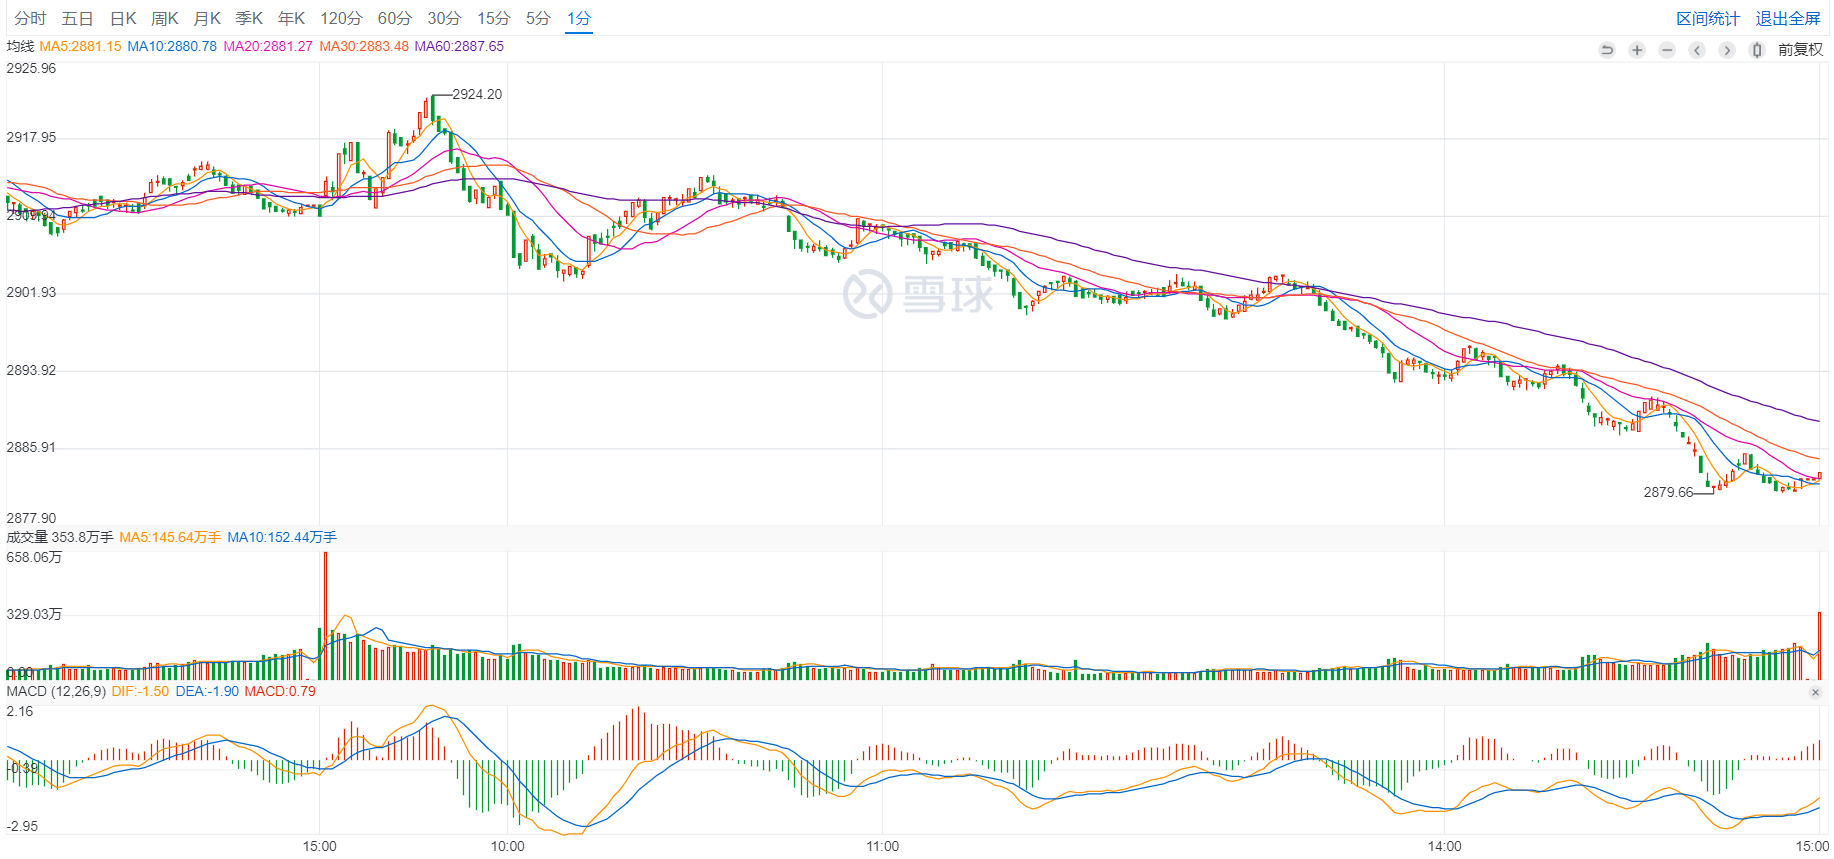 分时 五日 日K 周K 月K 季K 年K 120分 60分 30分 15分 5分 1分 区间统计 退出全屏
均线 MA5:2881.15 MA10:2880.78 MA20:2881.27 MA30:2883.48 MA60:2887.65
前复权
2925.96
2924.20
2917.95
2909.94
雪球
2901.93
2893.92
2885.91
2879.66
2877.90
成交量 353.8万手 MA5:145.64万手 MA10:152.44万手
658.06万
329.03万
0.00
MACD (12,26,9) DIF:-1.50 DEA:-1.90 MACD:0.79
2.16
-0.39
-2.95
15:00 10:00 11:00 14:00 15:00